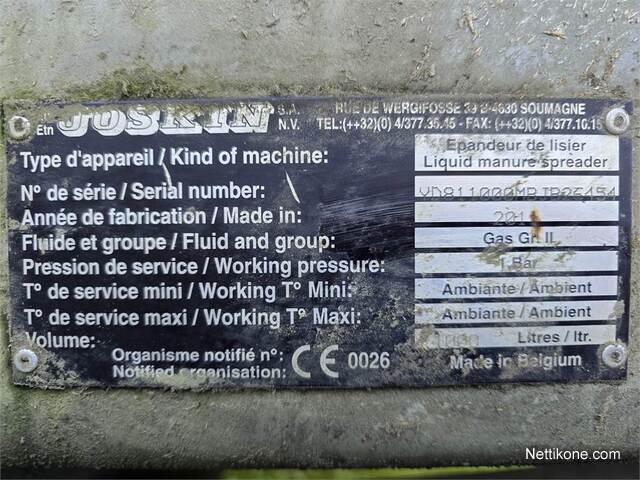 Etn JOSKIN S.A. N.V.
RUE DE WERGIFOSSE 39 B-4630 SOUMAGNE
TEL:(++32)(0) 4/377.35.45 - FAX: (++32)(0) 4/377.10.15
Type d'appareil / Kind of machine: Epandeur de lisier
Liquid manure spreader
N° de série / Serial number:
Année de fabrication / Made in:
Fluide et groupe / Fluid and group: Gas Gr. II
Pression de service / Working pressure: 1 Bar
T° de service mini / Working T° Mini: Ambiante / Ambient
T° de service maxi / Working T° Maxi: Ambiante / Ambient
Volume: Litres / ltr.
Organisme notifié n°: CE 0026
Notified organisation:
Made in Belgium
Nettikone.com